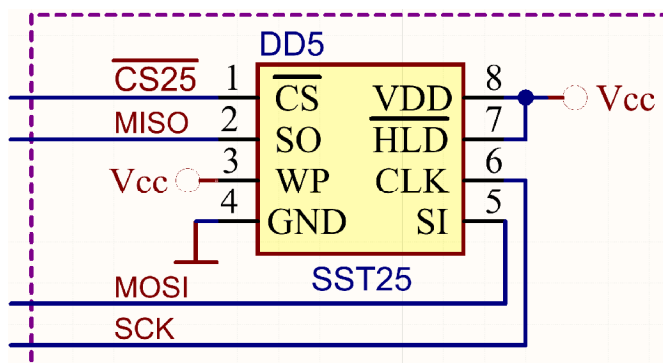 DD5
CS25 1 CS VDD 8 Vcc
MISO 2 SO HLD 7
Vcc 3 WP CLK 6
4 GND SI 5
MOSI SST25
SCK